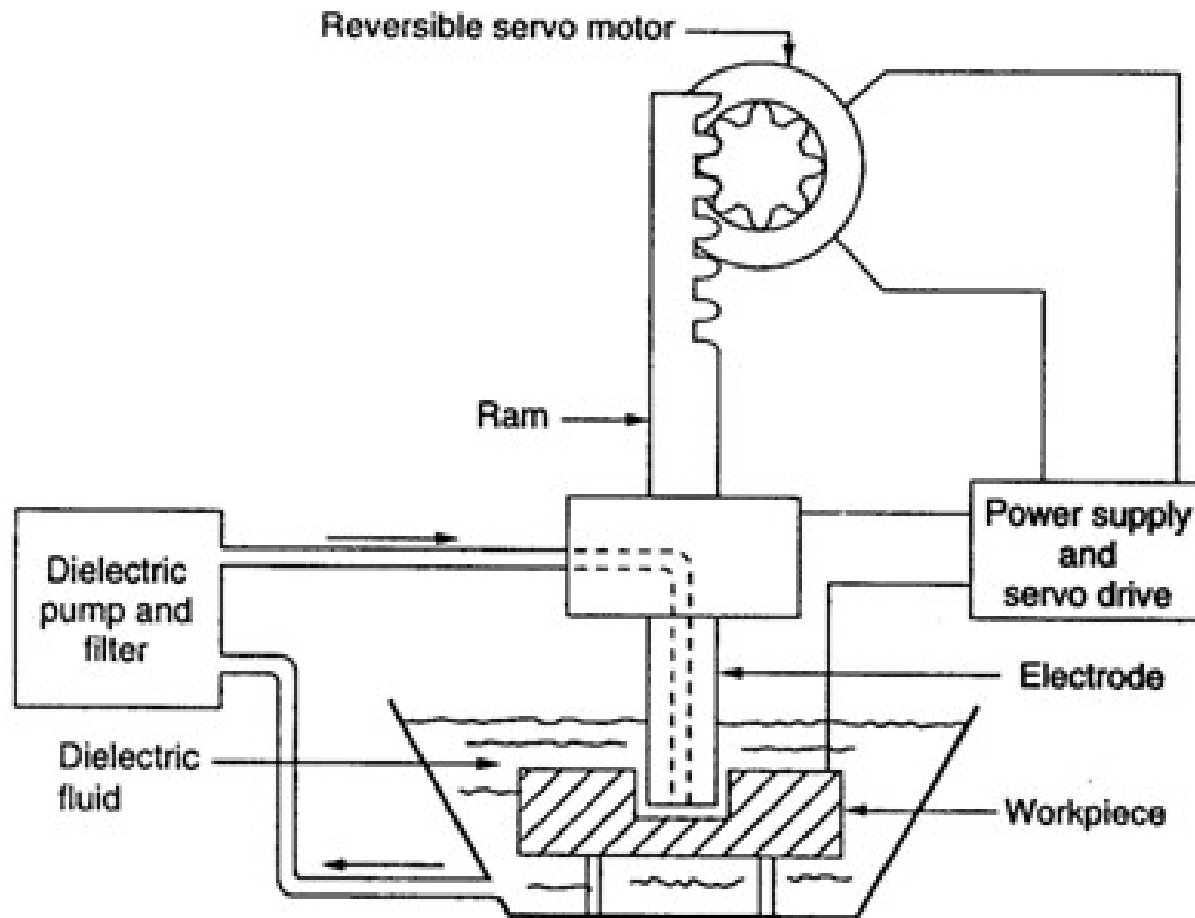 Reversible servo motor
Ram
Power supply
and
servo drive
Dielectric
pump and
filter
Electrode
Dielectric
fluid
Workpiece